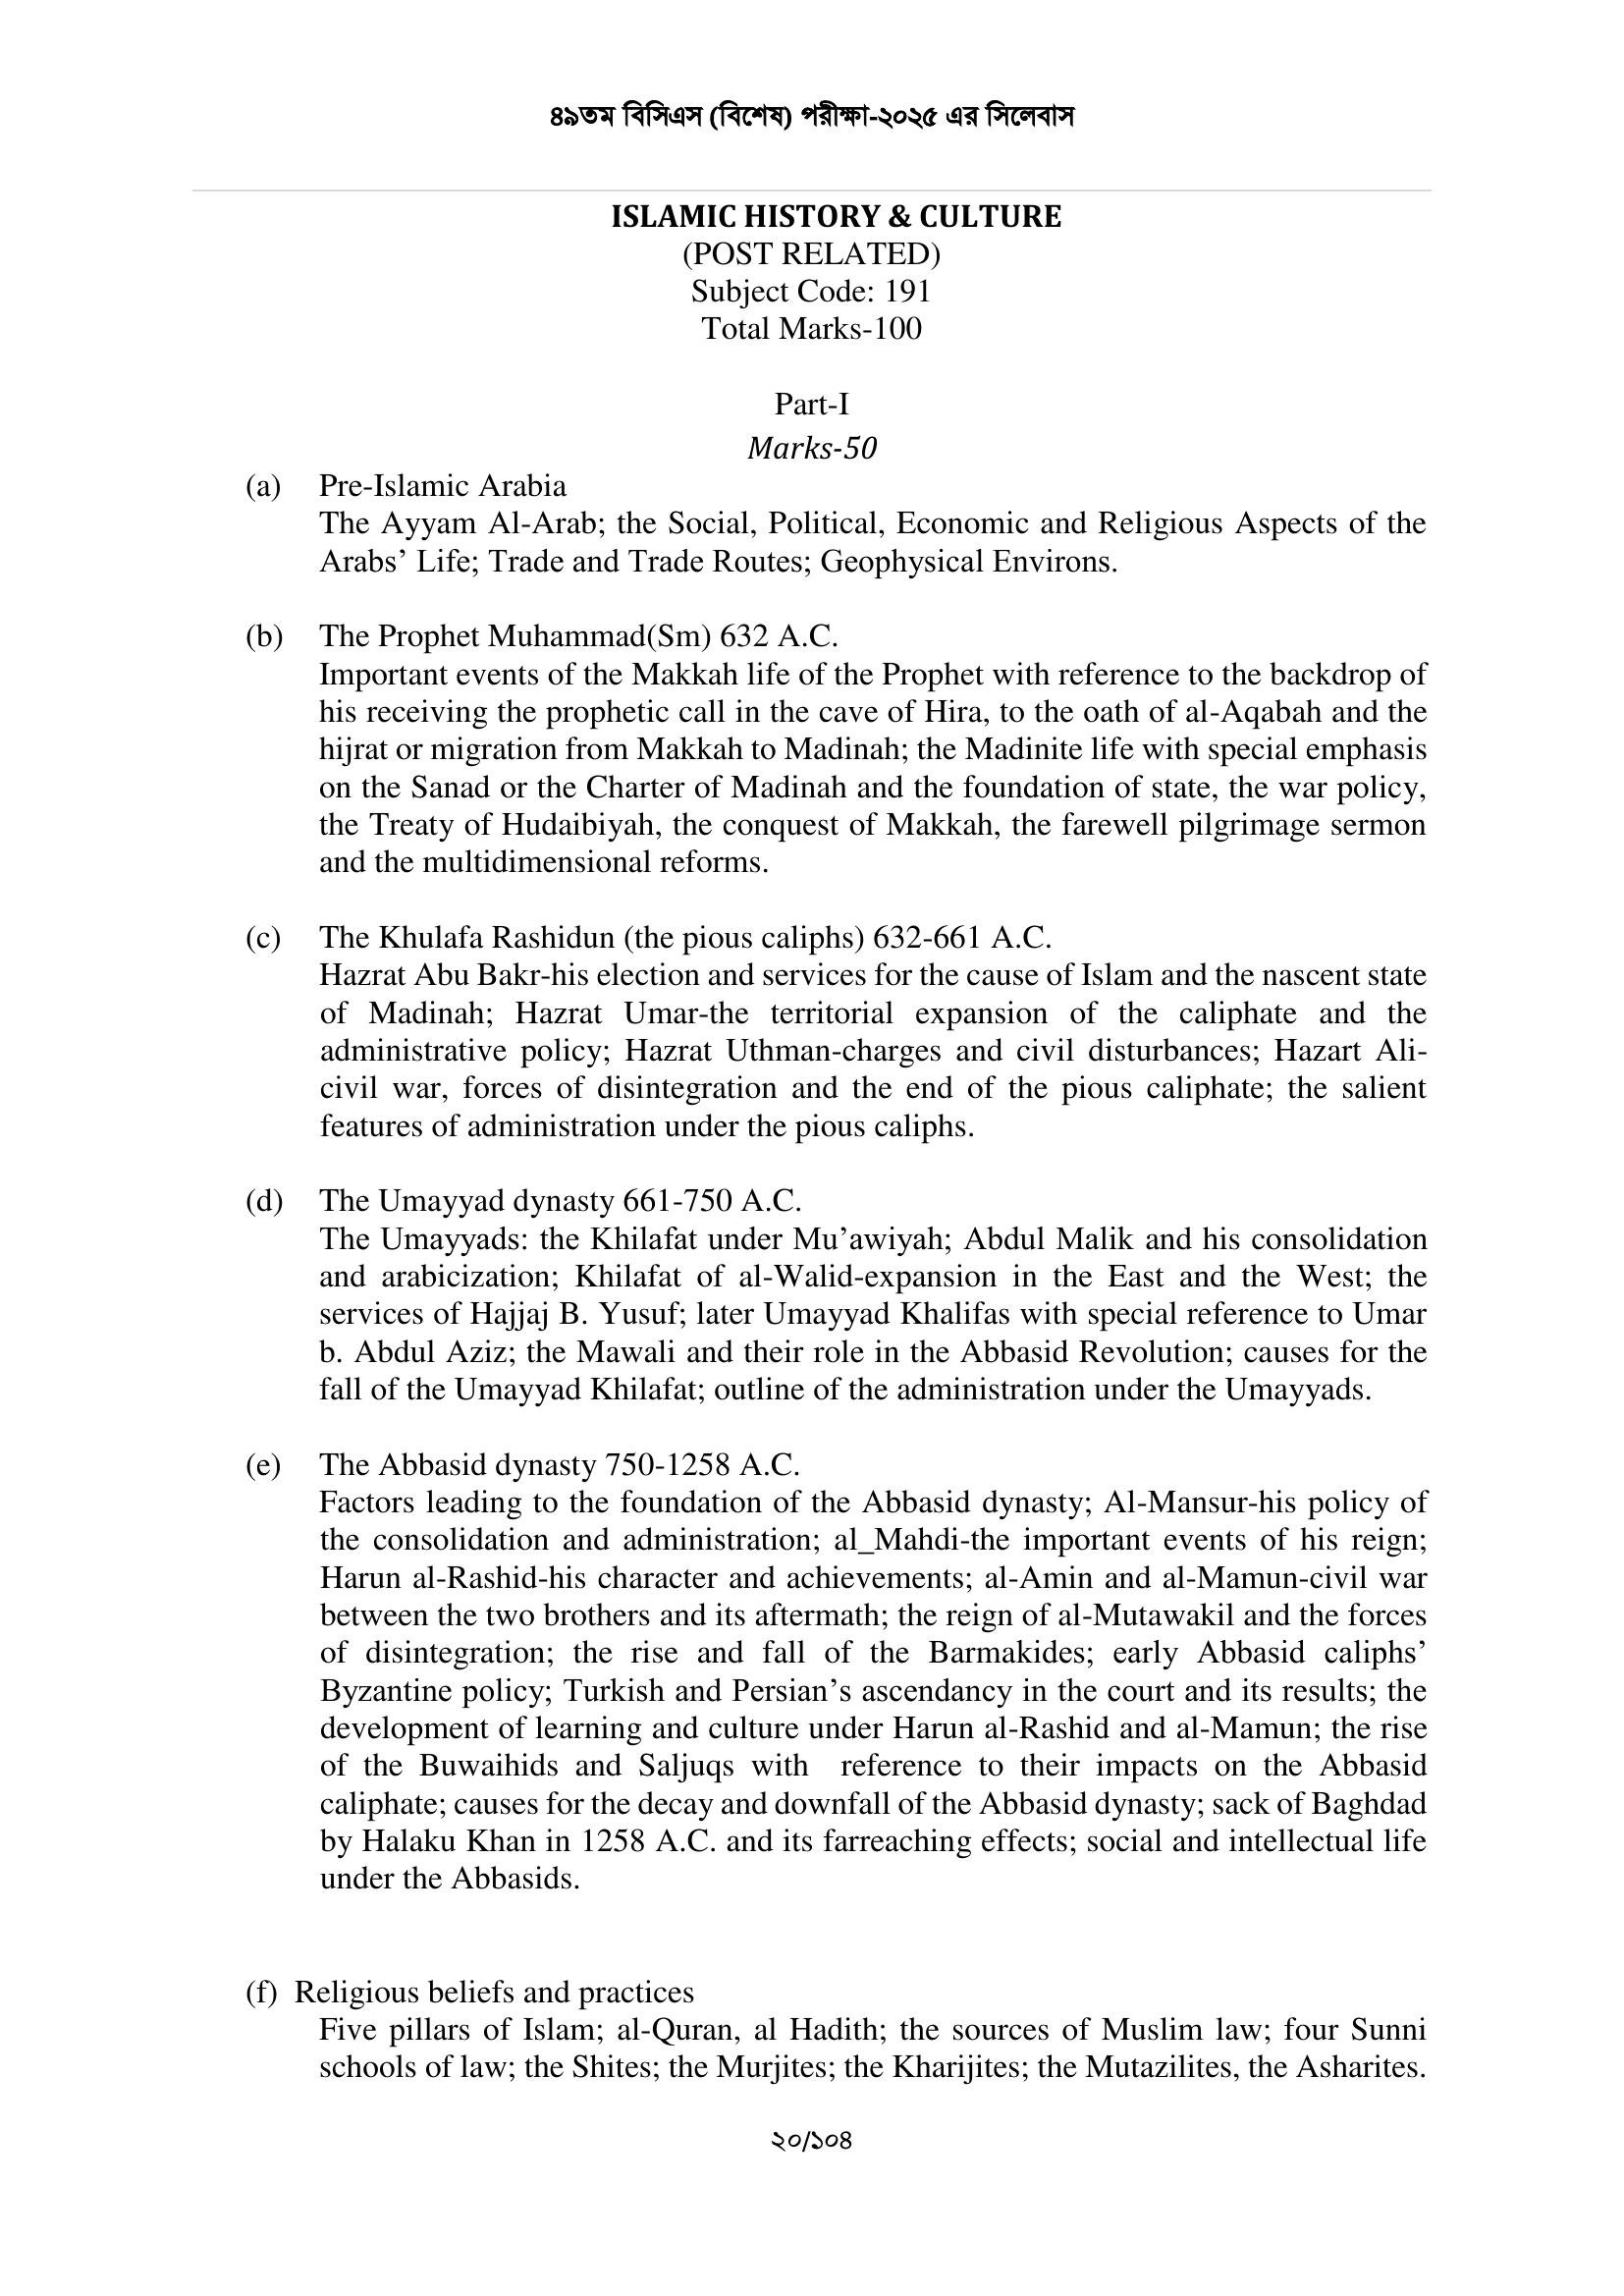 ৪৯তম বিসিএস (বিশেষ) পরীক্ষা-২০২৫ এর সিলেবাস
ISLAMIC HISTORY & CULTURE
(POST RELATED)
Subject Code: 191
Total Marks-100
Part-I
Marks-50
(a) Pre-Islamic Arabia
The Ayyam Al-Arab; the Social, Political, Economic and Religious Aspects of the
Arabs’ Life; Trade and Trade Routes; Geophysical Environs.
(b) The Prophet Muhammad(Sm) 632 A.C.
Important events of the Makkah life of the Prophet with reference to the backdrop of
his receiving the prophetic call in the cave of Hira, to the oath of al-Aqabah and the
hijrat or migration from Makkah to Madinah; the Madinite life with special emphasis
on the Sanad or the Charter of Madinah and the foundation of state, the war policy,
the Treaty of Hudaibiyah, the conquest of Makkah, the farewell pilgrimage sermon
and the multidimensional reforms.
(c) The Khulafa Rashidun (the pious caliphs) 632-661 A.C.
Hazrat Abu Bakr-his election and services for the cause of Islam and the nascent state
of Madinah; Hazrat Umar-the territorial expansion of the caliphate and the
administrative policy; Hazrat Uthman-charges and civil disturbances; Hazart Ali-
civil war, forces of disintegration and the end of the pious caliphate; the salient
features of administration under the pious caliphs.
(d) The Umayyad dynasty 661-750 A.C.
The Umayyads: the Khilafat under Mu’awiyah; Abdul Malik and his consolidation
and arabicization; Khilafat of al-Walid-expansion in the East and the West; the
services of Hajjaj B. Yusuf; later Umayyad Khalifas with special reference to Umar
b. Abdul Aziz; the Mawali and their role in the Abbasid Revolution; causes for the
fall of the Umayyad Khilafat; outline of the administration under the Umayyads.
(e) The Abbasid dynasty 750-1258 A.C.
Factors leading to the foundation of the Abbasid dynasty; Al-Mansur-his policy of
the consolidation and administration; al_Mahdi-the important events of his reign;
Harun al-Rashid-his character and achievements; al-Amin and al-Mamun-civil war
between the two brothers and its aftermath; the reign of al-Mutawakil and the forces
of disintegration; the rise and fall of the Barmakides; early Abbasid caliphs’
Byzantine policy; Turkish and Persian’s ascendancy in the court and its results; the
development of learning and culture under Harun al-Rashid and al-Mamun; the rise
of the Buwaihids and Saljuqs with reference to their impacts on the Abbasid
caliphate; causes for the decay and downfall of the Abbasid dynasty; sack of Baghdad
by Halaku Khan in 1258 A.C. and its farreaching effects; social and intellectual life
under the Abbasids.
(f) Religious beliefs and practices
Five pillars of Islam; al-Quran, al Hadith; the sources of Muslim law; four Sunni
schools of law; the Shites; the Murjites; the Kharijites; the Mutazilites, the Asharites.
২০/১০৪